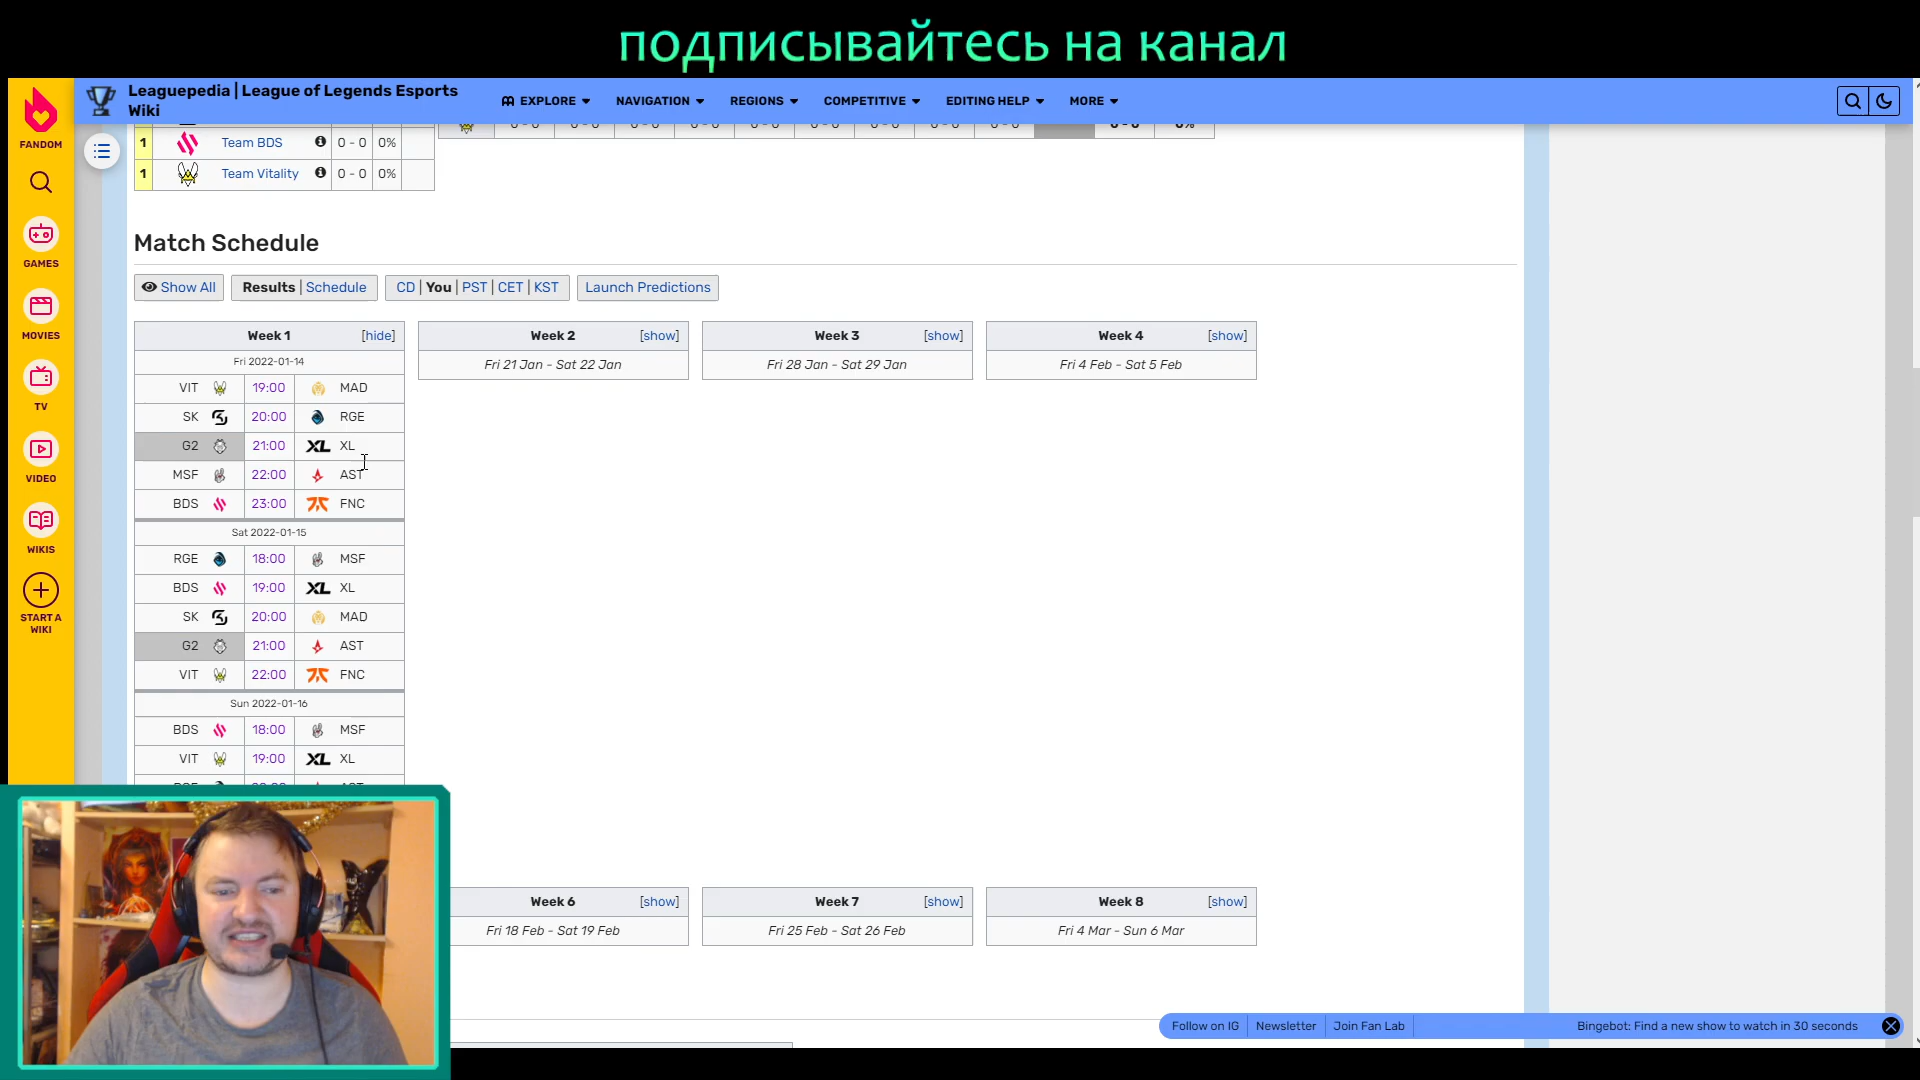 подписывайтесь на канал
Leaguepedia | League of Legends Esports
Wiki
EXPLORE
NAVIGATION
REGIONS
COMPETITIVE
EDITING HELP
MORE
FANDOM
GAMES
MOVIES
TV
VIDEO
WIKIS
START A
WIKI
1 Team BDS 0 - 0 0%
1 Team Vitality 0 - 0 0%
Match Schedule
Show All
Results | Schedule
CD | You | PST | CET | KST
Launch Predictions
Week 1 [hide]
Fri 2022-01-14
VIT 19:00 MAD
SK 20:00 RGE
G2 21:00 XL XL
MSF 22:00 AST
BDS 23:00 FNC
Sat 2022-01-15
RGE 18:00 MSF
BDS 19:00 XL XL
SK 20:00 MAD
G2 21:00 AST
VIT 22:00 FNC
Sun 2022-01-16
BDS 18:00 MSF
VIT 19:00 XL XL
Week 2 [show]
Fri 21 Jan - Sat 22 Jan
Week 3 [show]
Fri 28 Jan - Sat 29 Jan
Week 4 [show]
Fri 4 Feb - Sat 5 Feb
Week 6 [show]
Fri 18 Feb - Sat 19 Feb
Week 7 [show]
Fri 25 Feb - Sat 26 Feb
Week 8 [show]
Fri 4 Mar - Sun 6 Mar
Follow on IG
Newsletter
Join Fan Lab
Bingebot: Find a new show to watch in 30 seconds